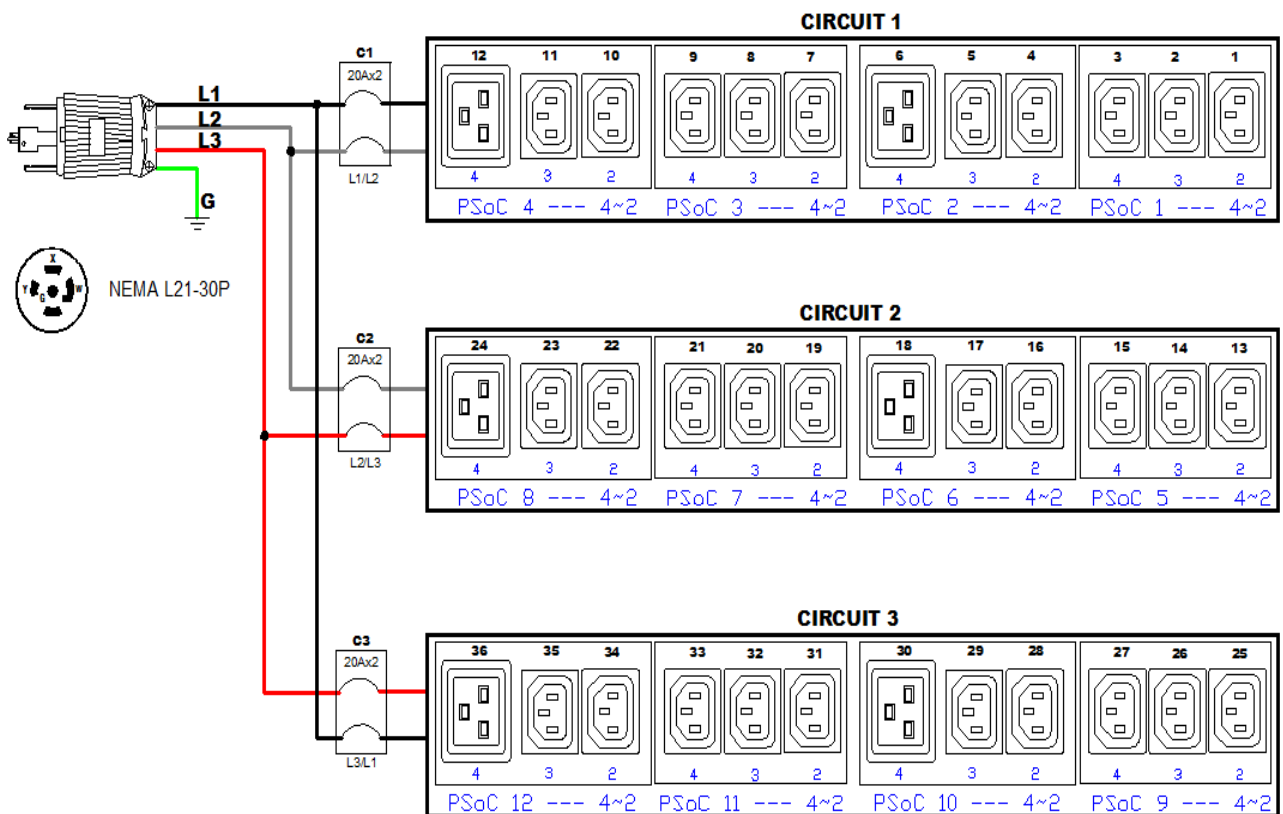 CIRCUIT 1
C1
20Ax2
L1/L2
L1
L2
L3
G
12 11 10 9 8 7 6 5 4 3 2 1
4 3 2 4 3 2 4 3 2 4 3 2
PSoC 4 --- 4~2 PSoC 3 --- 4~2 PSoC 2 --- 4~2 PSoC 1 --- 4~2
X
Y G W
NEMA L21-30P
CIRCUIT 2
C2
20Ax2
L2/L3
24 23 22 21 20 19 18 17 16 15 14 13
4 3 2 4 3 2 4 3 2 4 3 2
PSoC 8 --- 4~2 PSoC 7 --- 4~2 PSoC 6 --- 4~2 PSoC 5 --- 4~2
CIRCUIT 3
C3
20Ax2
L3/L1
36 35 34 33 32 31 30 29 28 27 26 25
4 3 2 4 3 2 4 3 2 4 3 2
PSoC 12 --- 4~2 PSoC 11 --- 4~2 PSoC 10 --- 4~2 PSoC 9 --- 4~2